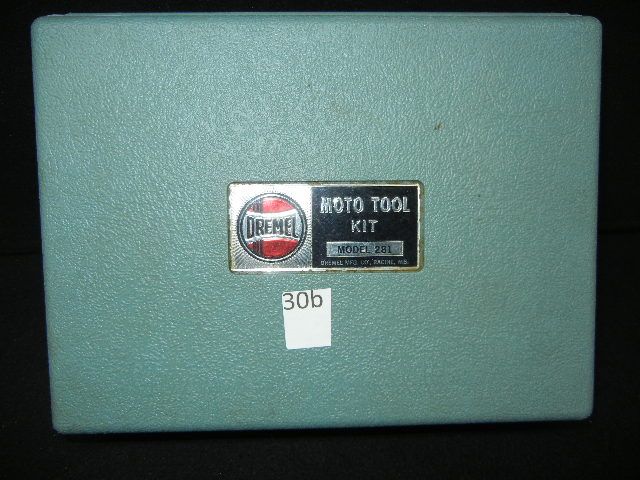 DREMEL
MOTO TOOL
KIT
MODEL 281
DREMEL MFG. CO., RACINE, WIS.
30b